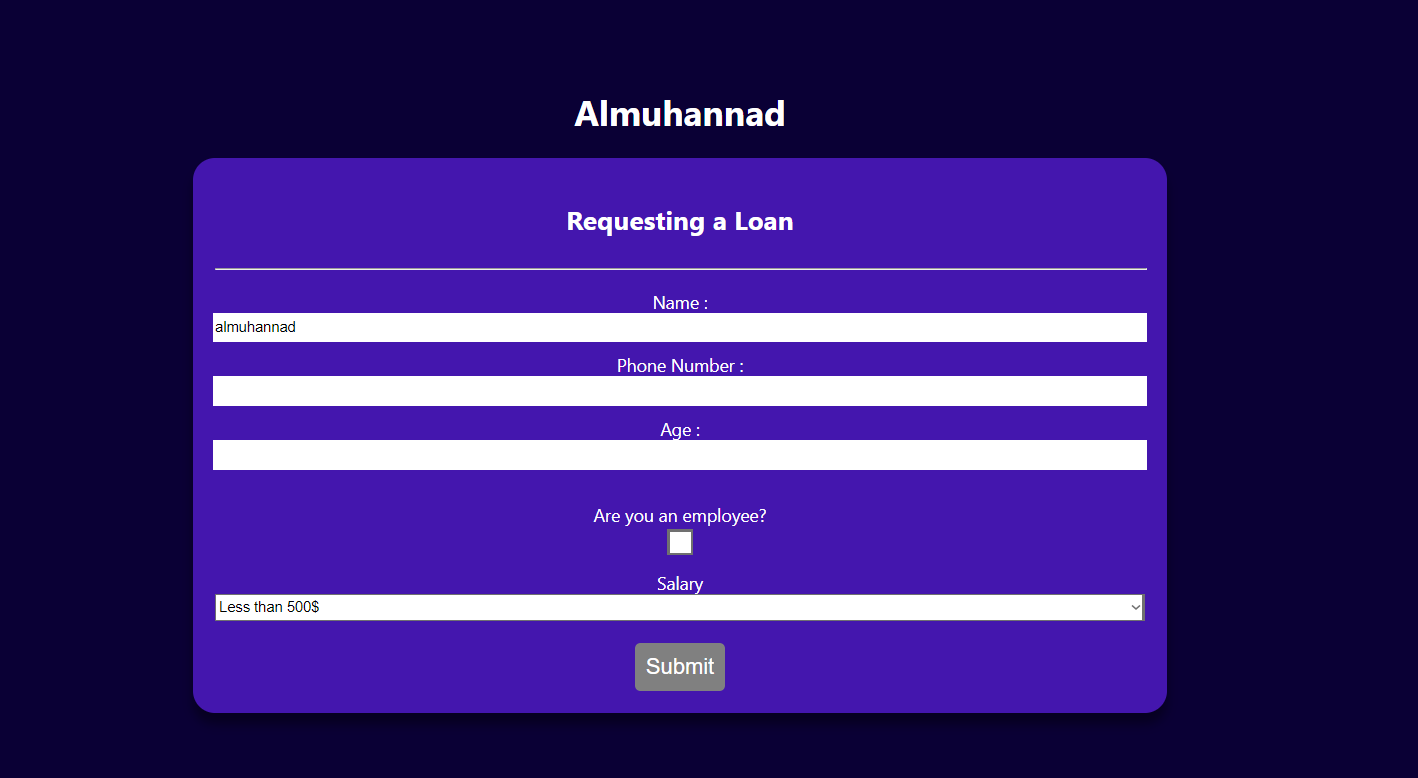 Almuhannad
Requesting a Loan
Name :
almuhannad
Phone Number :
Age :
Are you an employee?
Salary
Less than 500$
Submit